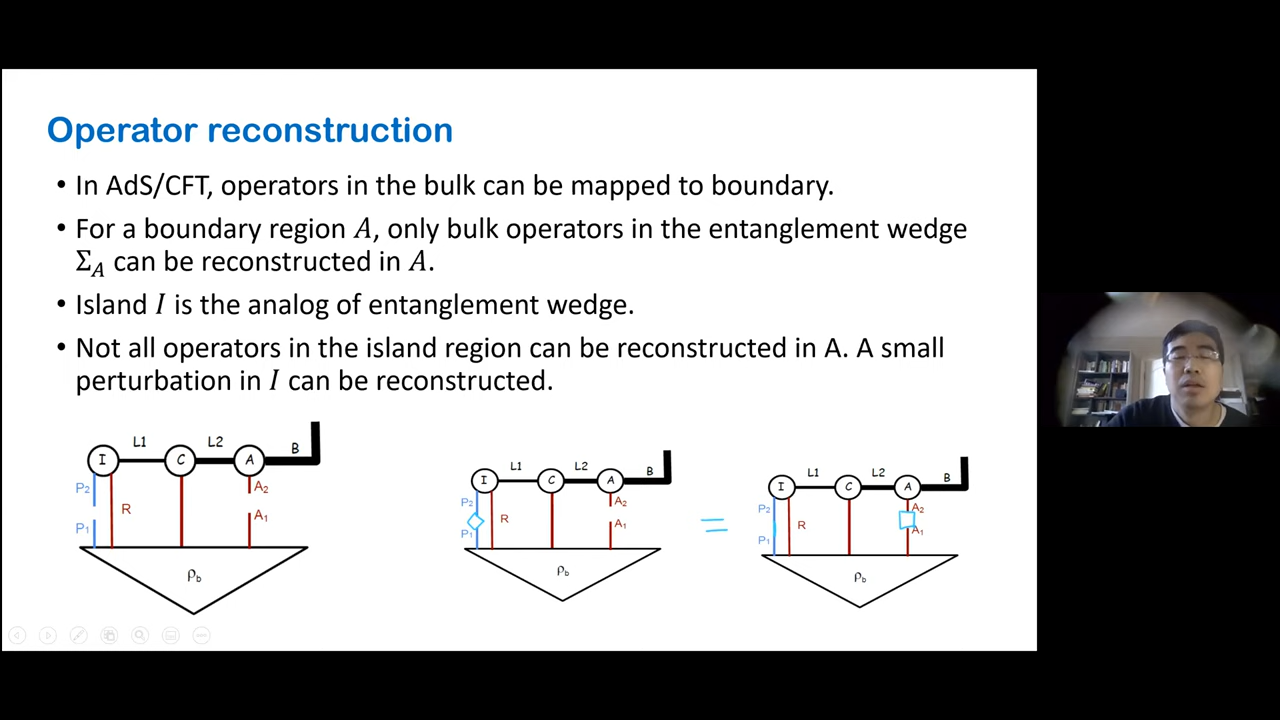 Operator reconstruction
• In AdS/CFT, operators in the bulk can be mapped to boundary.
• For a boundary region A, only bulk operators in the entanglement wedge
Σ_A can be reconstructed in A.
• Island I is the analog of entanglement wedge.
• Not all operators in the island region can be reconstructed in A. A small
perturbation in I can be reconstructed.
I L1 C L2 A B
P₂ R A₂
P₁ A₁
ρ_b
I L1 C L2 A B
P₂ R A₂
P₁ A₁
ρ_b
=
I L1 C L2 A B
P₂ R A₂
P₁ A₁
ρ_b